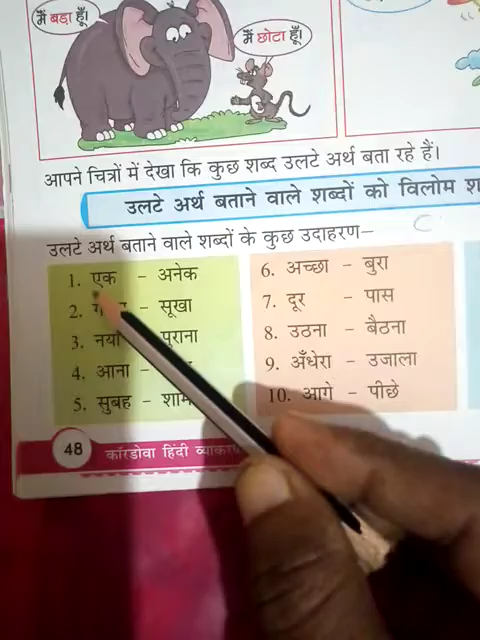 मैं बड़ा हूँ।
मैं छोटा हूँ।
आपने चित्रों में देखा कि कुछ शब्द उलटे अर्थ बता रहे हैं।
उलटे अर्थ बताने वाले शब्दों को विलोम
उलटे अर्थ बताने वाले शब्दों के कुछ उदाहरण–
1. एक – अनेक
2. – सूखा
3. नया पुराना
4. आना –
5. सुबह – शाम
6. अच्छा – बुरा
7. दूर – पास
8. उठना – बैठना
9. अँधेरा – उजाला
10. आगे – पीछे
48 कॉरडोवा हिंदी